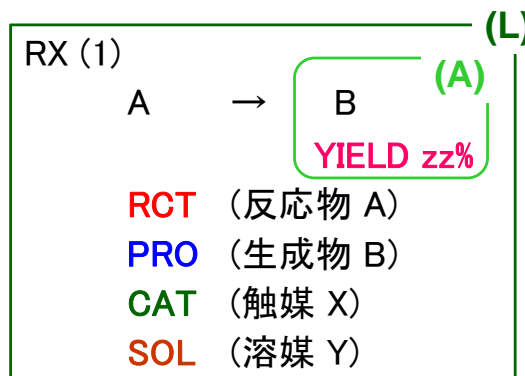 (L)
RX (1)
(A)
A → B
YIELD zz%
RCT (反応物 A)
PRO (生成物 B)
CAT (触媒 X)
SOL (溶媒 Y)